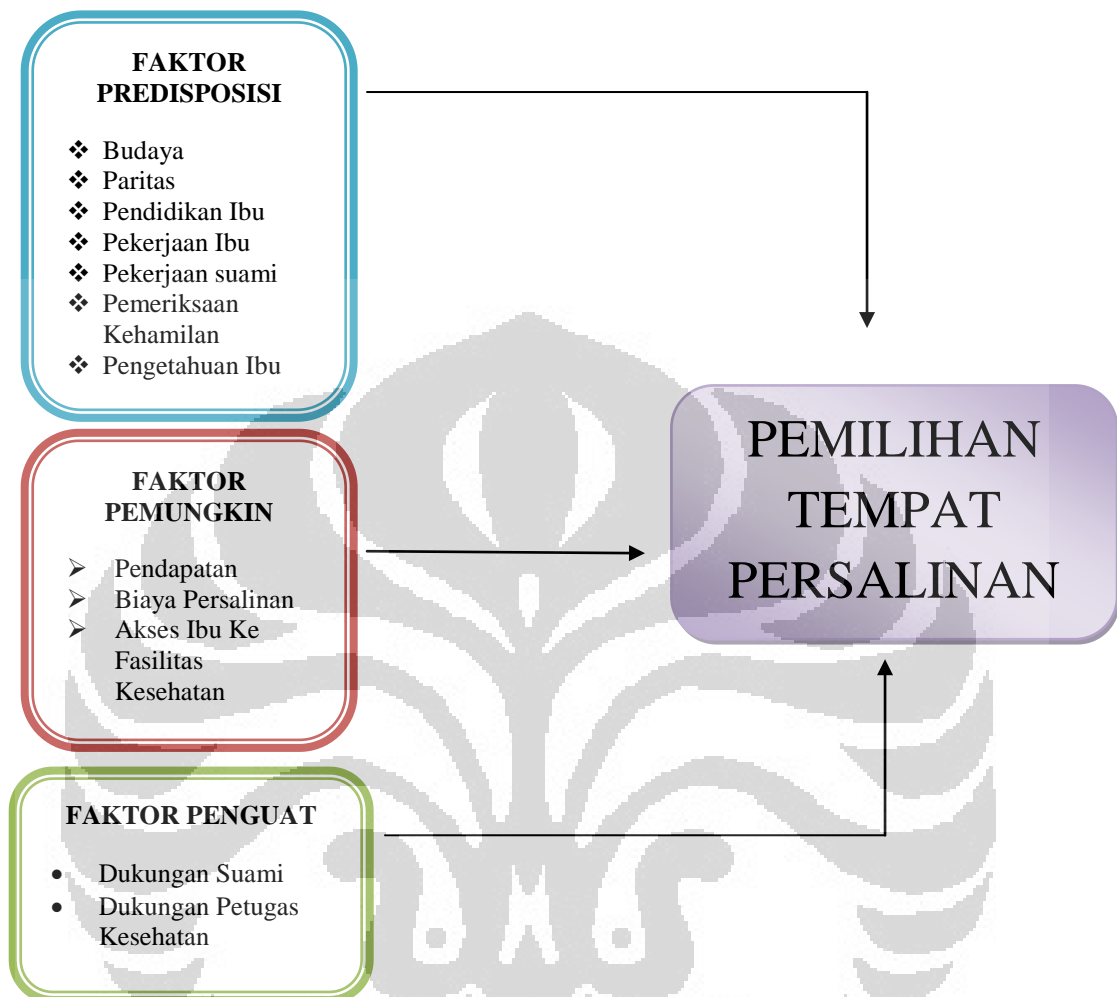 FAKTOR
PREDISPOSISI
❖ Budaya
❖ Paritas
❖ Pendidikan Ibu
❖ Pekerjaan Ibu
❖ Pekerjaan suami
❖ Pemeriksaan
Kehamilan
❖ Pengetahuan Ibu
FAKTOR
PEMUNGKIN
➢ Pendapatan
➢ Biaya Persalinan
➢ Akses Ibu Ke
Fasilitas
Kesehatan
FAKTOR PENGUAT
• Dukungan Suami
• Dukungan Petugas
Kesehatan
PEMILIHAN
TEMPAT
PERSALINAN